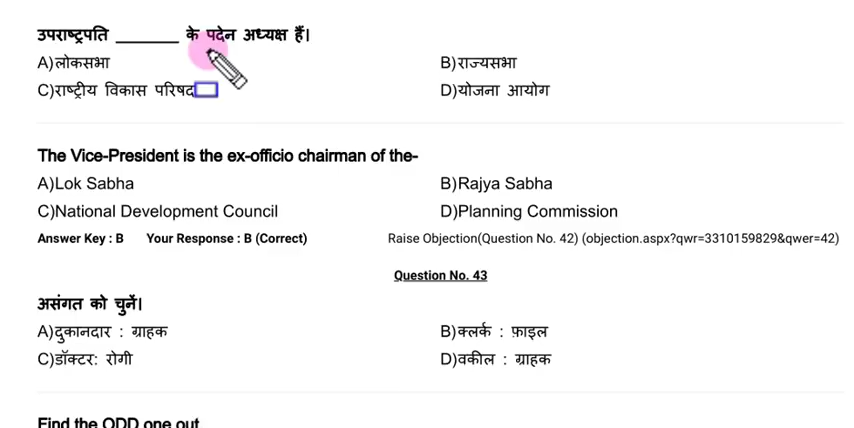 उपराष्ट्रपति ________ के पदेन अध्यक्ष हैं।
A)लोकसभा B)राज्यसभा
C)राष्ट्रीय विकास परिषद D)योजना आयोग
The Vice-President is the ex-officio chairman of the-
A)Lok Sabha B)Rajya Sabha
C)National Development Council D)Planning Commission
Answer Key : B Your Response : B (Correct) Raise Objection(Question No. 42) (objection.aspx?qwr=3310159829&qwer=42)
Question No. 43
असंगत को चुनें।
A)दुकानदार : ग्राहक B)क्लर्क : फ़ाइल
C)डॉक्टर: रोगी D)वकील : ग्राहक
Find the ODD one out